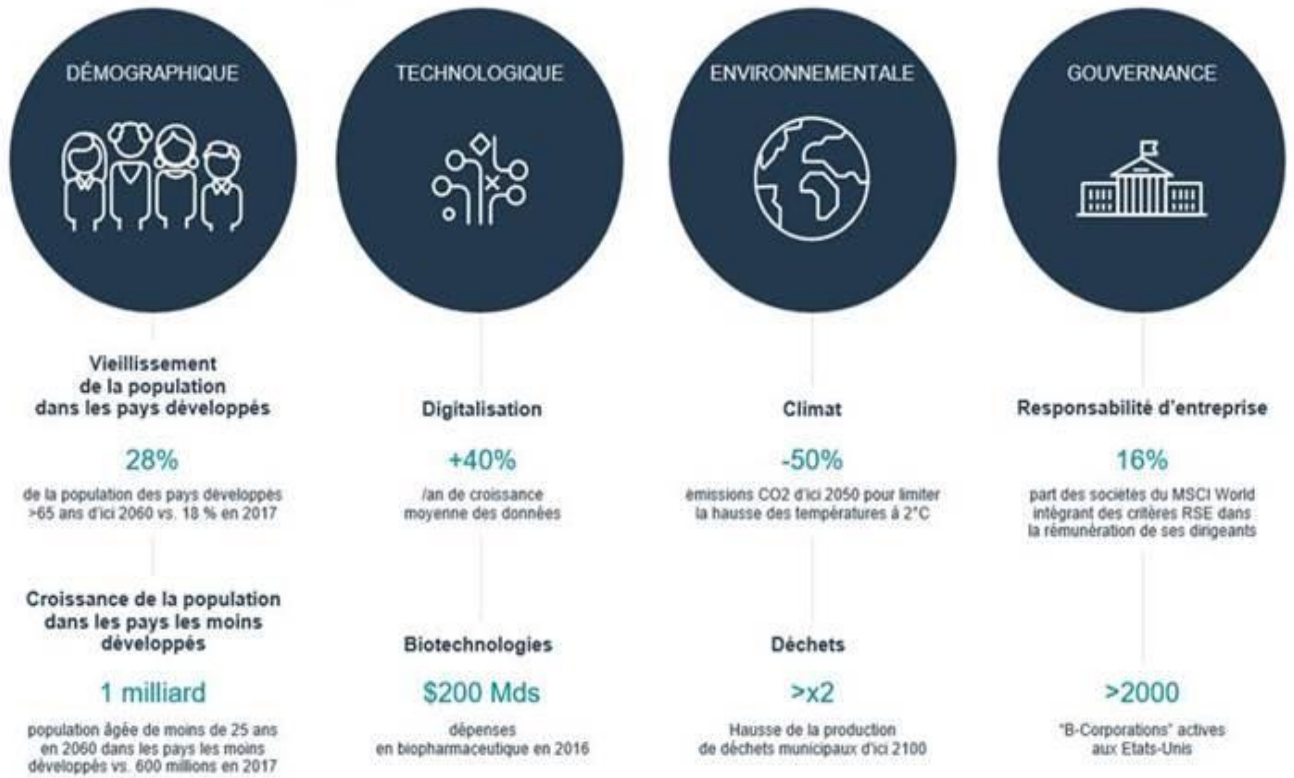 DÉMOGRAPHIQUE
Vieillissement
de la population
dans les pays développés
28%
de la population des pays développés
>65 ans d'ici 2060 vs. 18 % en 2017
Croissance de la population
dans les pays les moins
développés
1 milliard
population âgée de moins de 25 ans
en 2060 dans les pays les moins
développés vs. 600 millions en 2017
TECHNOLOGIQUE
Digitalisation
+40%
/an de croissance
moyenne des données
Biotechnologies
$200 Mds
dépenses
en biopharmaceutique en 2016
ENVIRONNEMENTALE
Climat
-50%
émissions CO2 d'ici 2050 pour limiter
la hausse des températures à 2°C
Déchets
>x2
Hausse de la production
de déchets municipaux d'ici 2100
GOUVERNANCE
Responsabilité d'entreprise
16%
part des sociétés du MSCI World
intégrant des critères RSE dans
la rémunération de ses dirigeants
>2000
"B-Corporations" actives
aux Etats-Unis